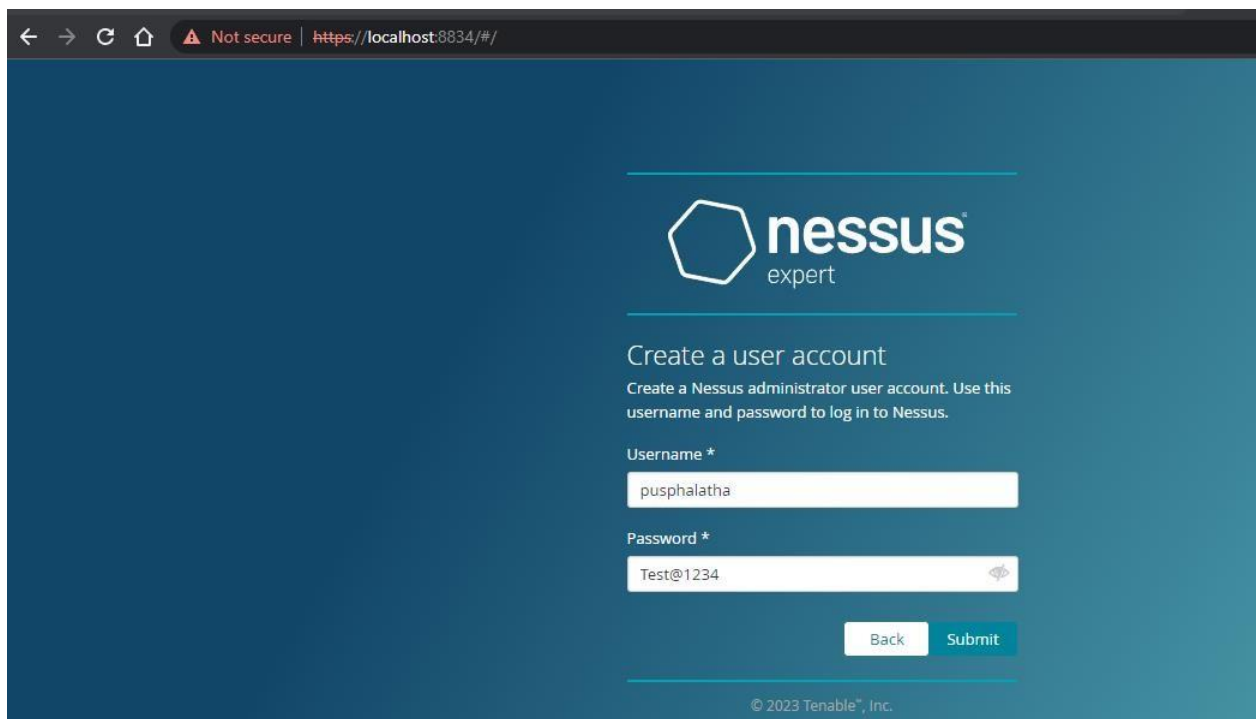 Not secure | https://localhost:8834/#/
nessus
expert
Create a user account
Create a Nessus administrator user account. Use this
username and password to log in to Nessus.
Username *
pusphalatha
Password *
Test@1234
Back Submit
© 2023 Tenable™, Inc.